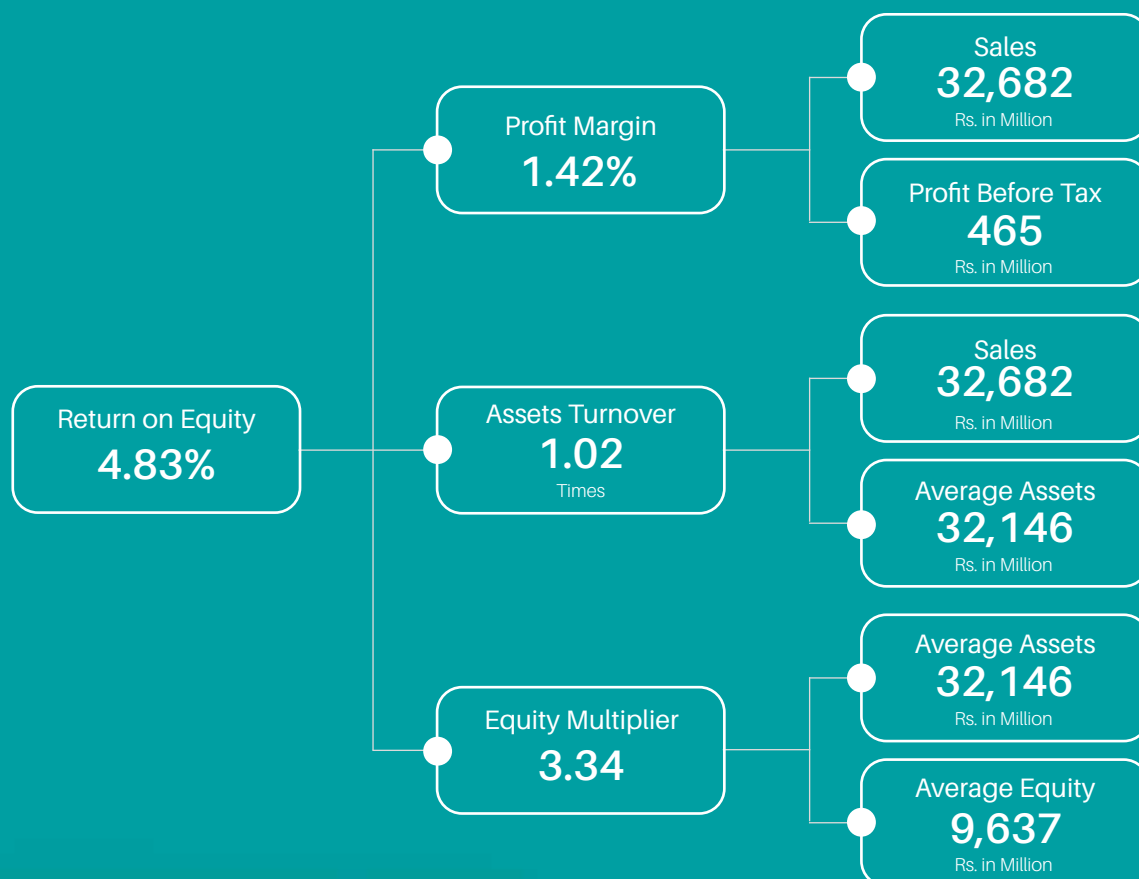 Return on Equity
4.83%
Profit Margin
1.42%
Sales
32,682
Rs. in Million
Profit Before Tax
465
Rs. in Million
Assets Turnover
1.02
Times
Sales
32,682
Rs. in Million
Average Assets
32,146
Rs. in Million
Equity Multiplier
3.34
Average Assets
32,146
Rs. in Million
Average Equity
9,637
Rs. in Million